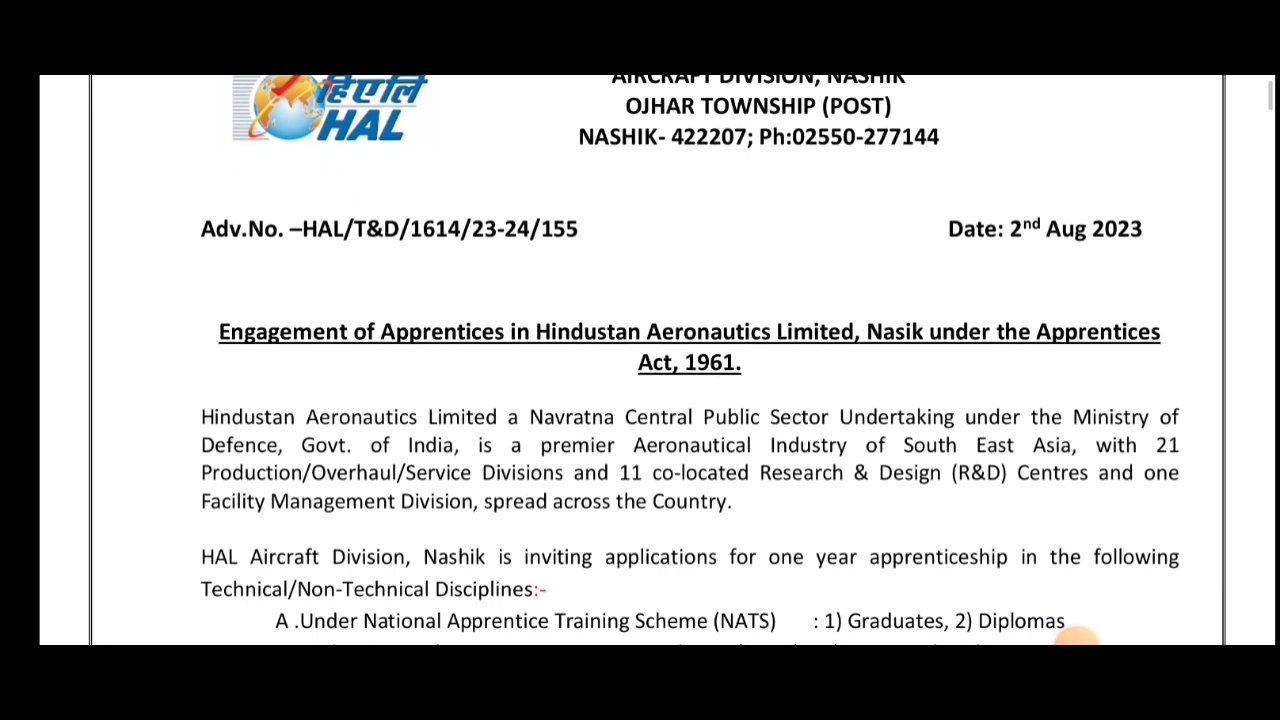 AIRCRAFT DIVISION, NASHIK
हिएलि
HAL
OJHAR TOWNSHIP (POST)
NASHIK- 422207; Ph:02550-277144
Adv.No. –HAL/T&D/1614/23-24/155
Date: 2nd Aug 2023
Engagement of Apprentices in Hindustan Aeronautics Limited, Nasik under the Apprentices
Act, 1961.
Hindustan Aeronautics Limited a Navratna Central Public Sector Undertaking under the Ministry of
Defence, Govt. of India, is a premier Aeronautical Industry of South East Asia, with 21
Production/Overhaul/Service Divisions and 11 co-located Research & Design (R&D) Centres and one
Facility Management Division, spread across the Country.
HAL Aircraft Division, Nashik is inviting applications for one year apprenticeship in the following
Technical/Non-Technical Disciplines:-
A .Under National Apprentice Training Scheme (NATS) : 1) Graduates, 2) Diplomas